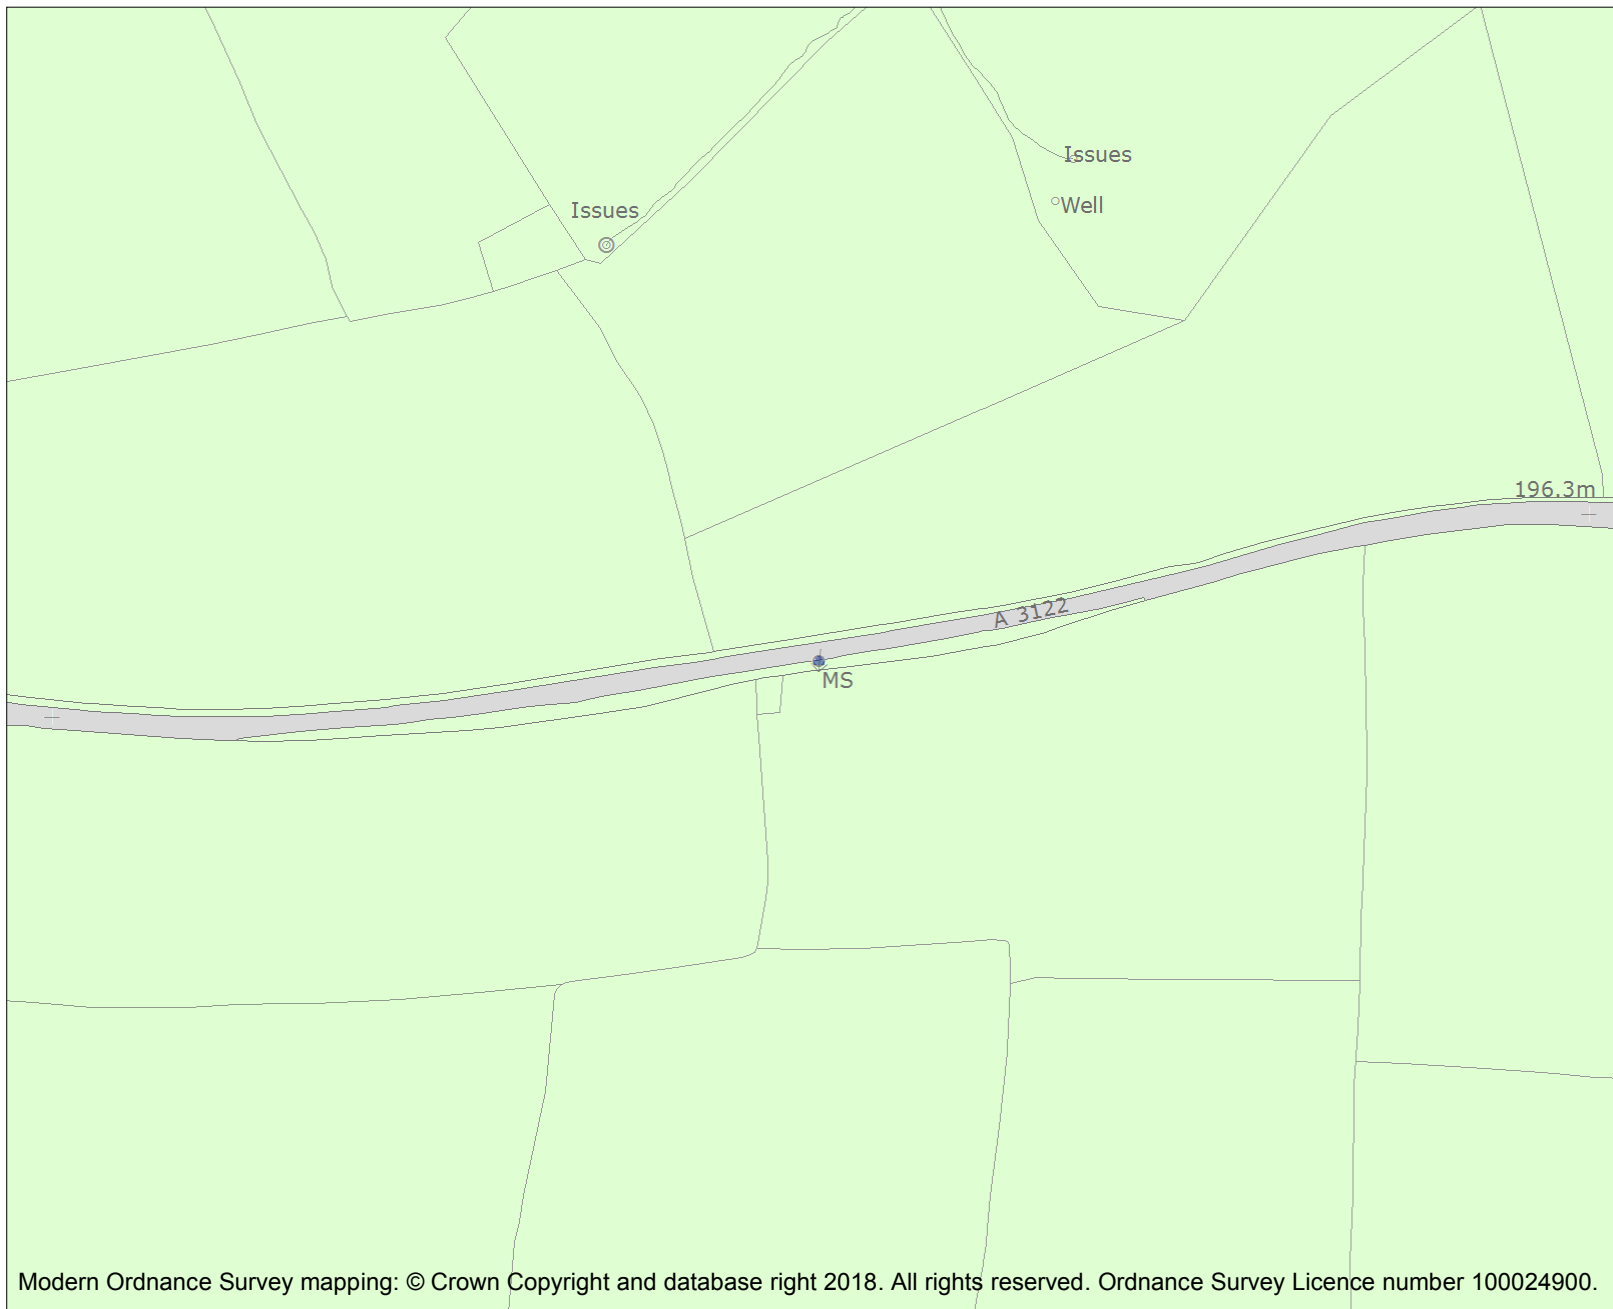 Issues
Well
Issues
196.3m
A 3122
MS
Modern Ordnance Survey mapping: © Crown Copyright and database right 2018. All rights reserved. Ordnance Survey Licence number 100024900.